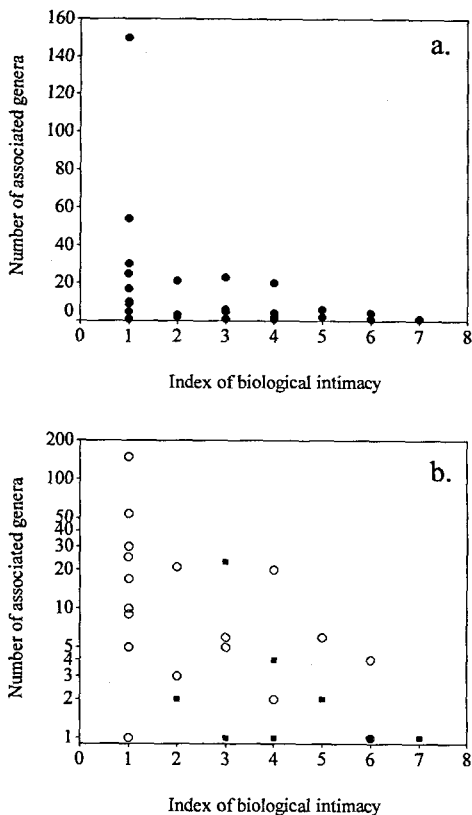 a.
Number of associated genera
160
140
120
100
80
60
40
20
0
0 1 2 3 4 5 6 7 8
Index of biological intimacy
b.
Number of associated genera
200
100
50
40
30
20
10
5
4
3
2
1
0 1 2 3 4 5 6 7 8
Index of biological intimacy